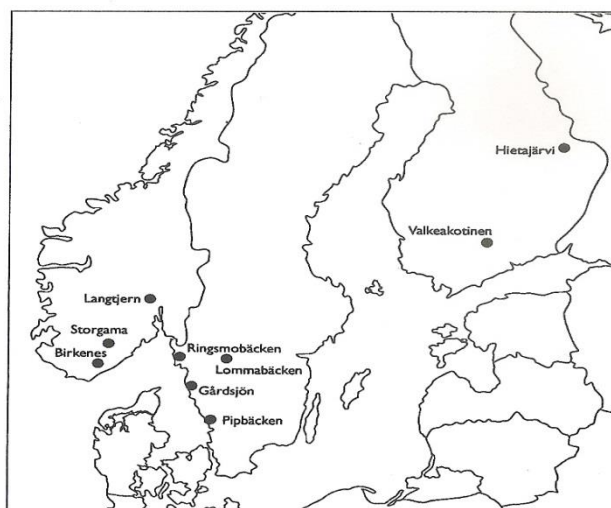 Hietajärvi
Valkeakotinen
Langtjern
Storgama
Birkenes
Ringsmobäcken
Lommabäcken
Gårdsjön
Pipbäcken